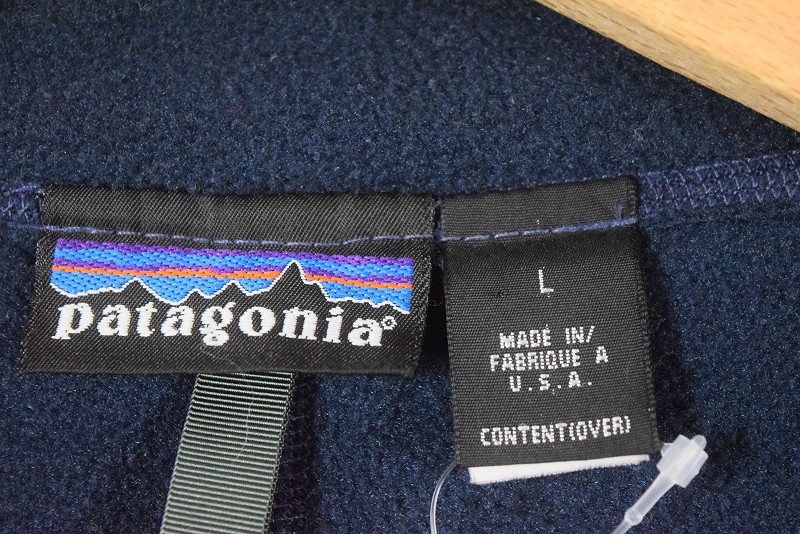 patagonia®
L
MADE IN/
FABRIQUE A
U.S.A.
CONTENT(OVER)